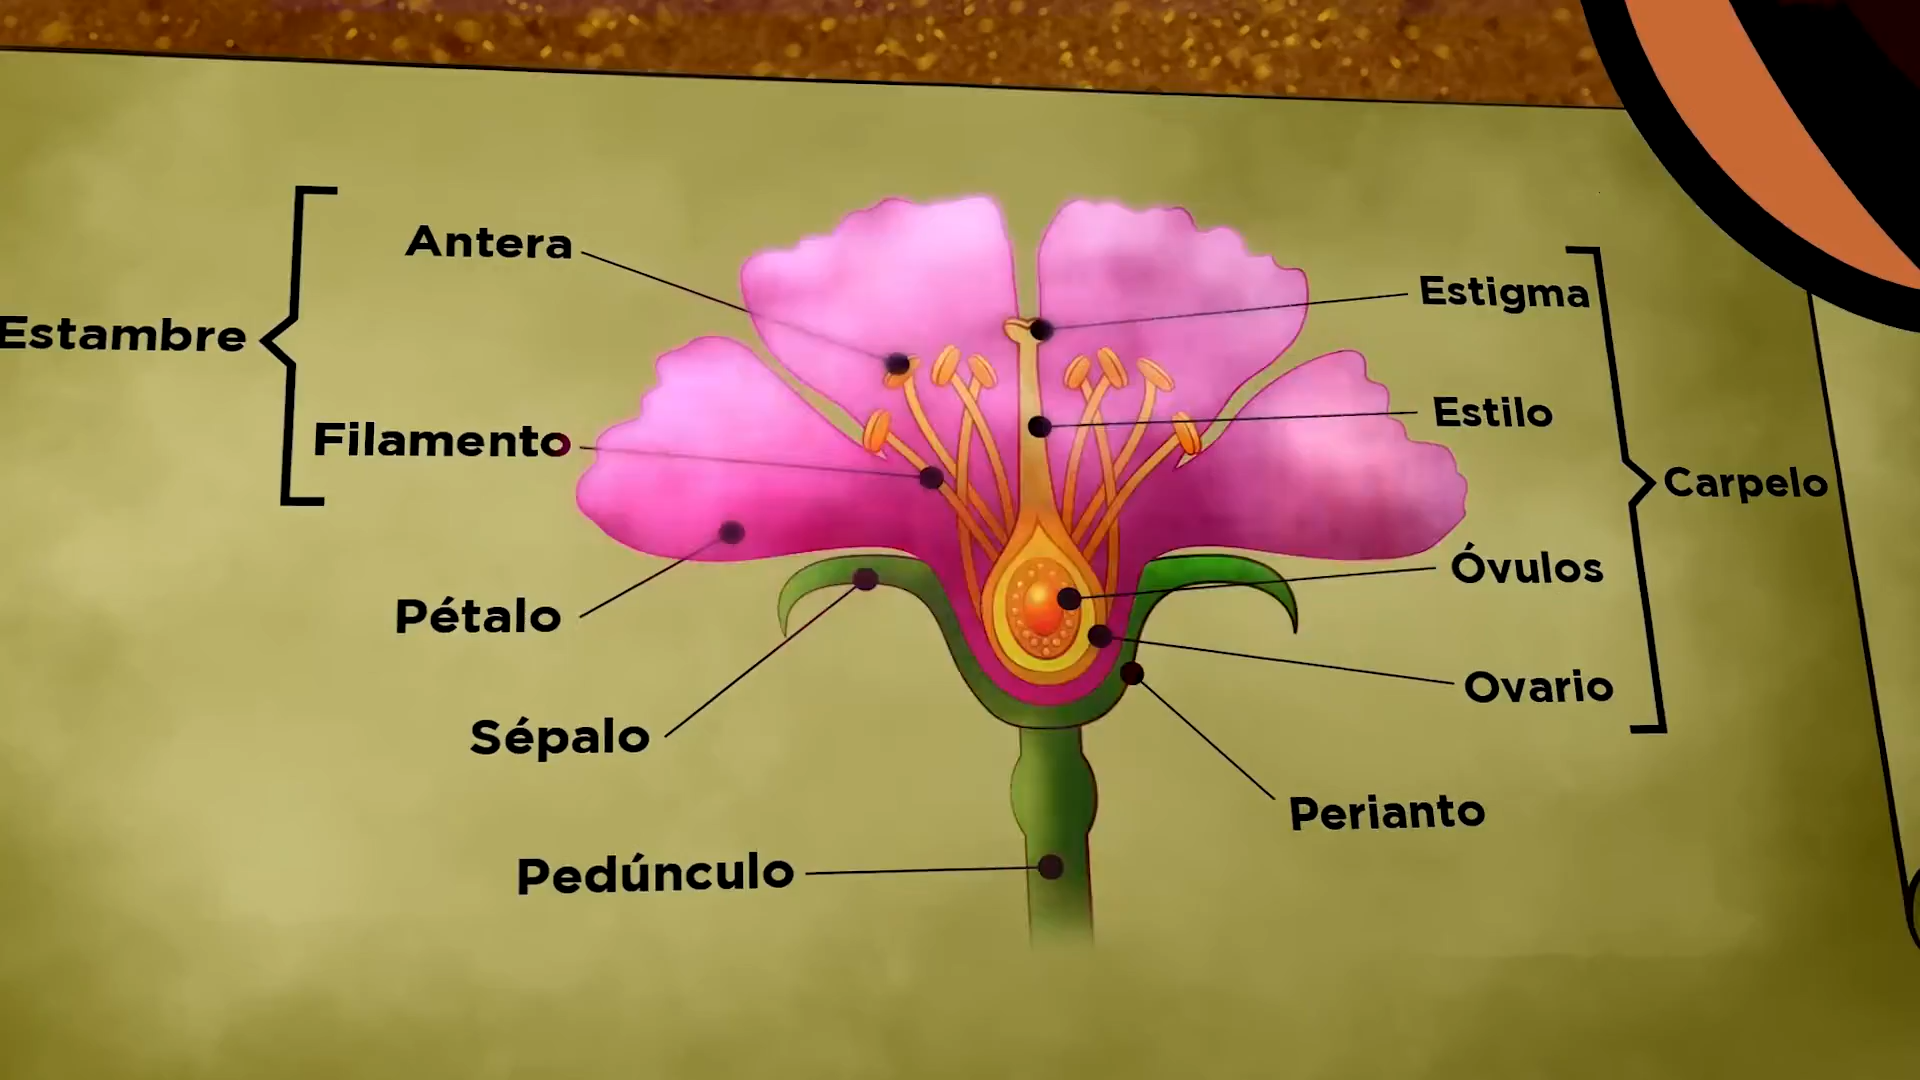 Estambre
Antera
Filamento
Pétalo
Sépalo
Pedúnculo
Estigma
Estilo
Carpelo
Óvulos
Ovario
Perianto